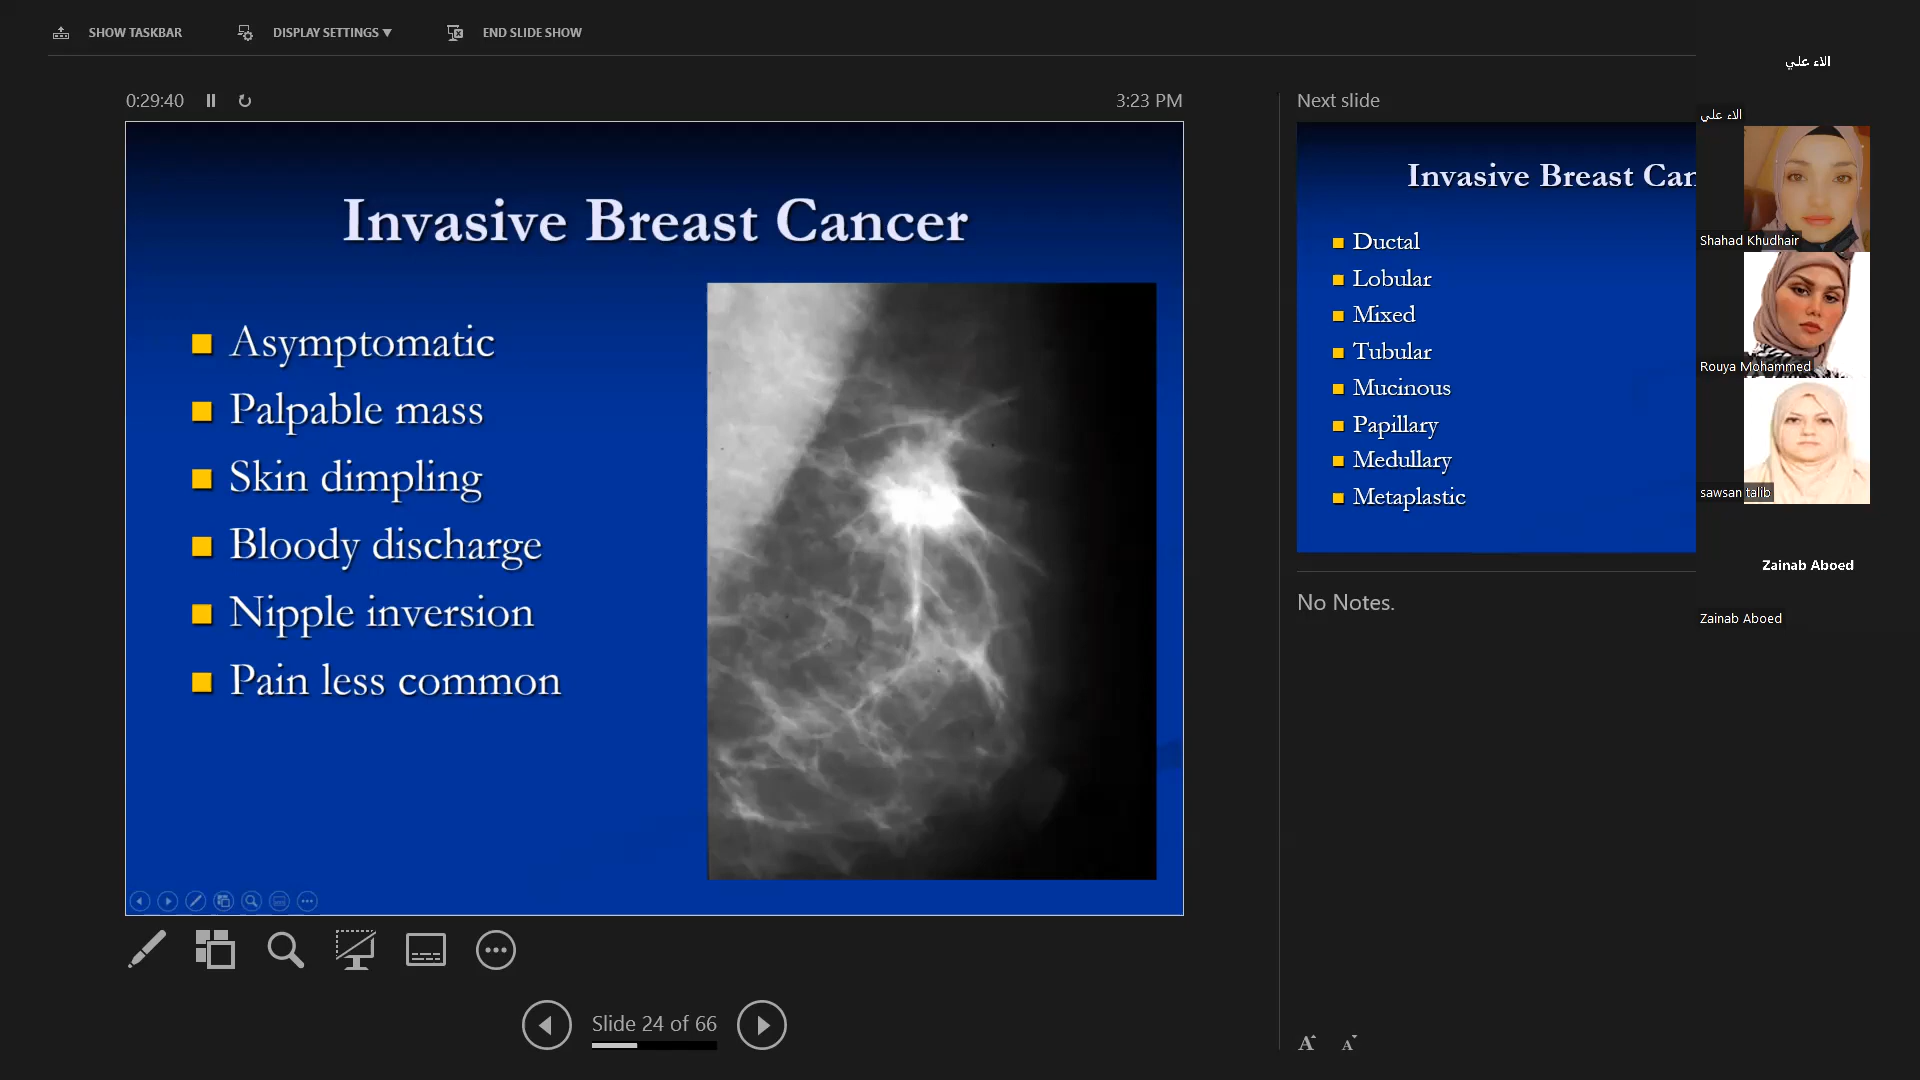 SHOW TASKBAR
DISPLAY SETTINGS ▼
END SLIDE SHOW
0:29:40
3:23 PM
Invasive Breast Cancer
Asymptomatic
Palpable mass
Skin dimpling
Bloody discharge
Nipple inversion
Pain less common
Slide 24 of 66
Next slide
Invasive Breast Can
Ductal
Lobular
Mixed
Tubular
Mucinous
Papillary
Medullary
Metaplastic
No Notes.
A A
الاء علي
الاء علي
Shahad Khudhair
Rouya Mohammed
sawsan talib
Zainab Aboed
Zainab Aboed